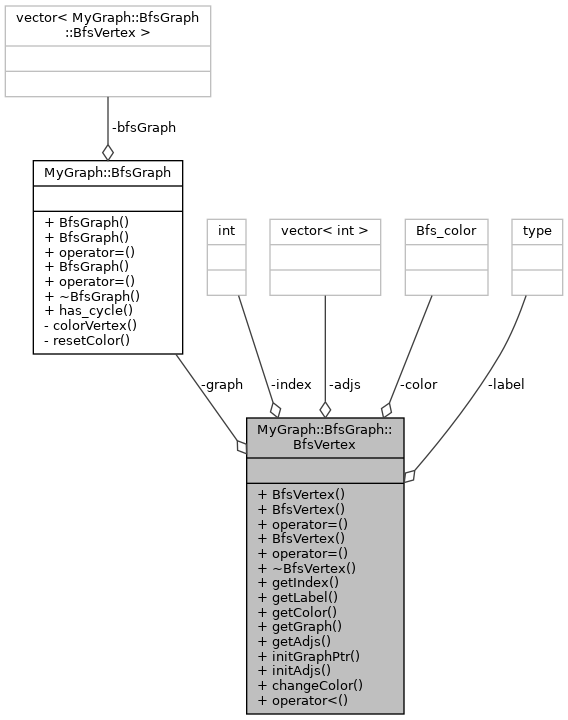 vector< MyGraph::BfsGraph
::BfsVertex >
-bfsGraph
MyGraph::BfsGraph
+ BfsGraph()
+ BfsGraph()
+ operator=()
+ BfsGraph()
+ operator=()
+ ~BfsGraph()
+ has_cycle()
- colorVertex()
- resetColor()
int
vector< int >
Bfs_color
type
-graph
-index
-adjs
-color
-label
MyGraph::BfsGraph::
BfsVertex
+ BfsVertex()
+ BfsVertex()
+ operator=()
+ BfsVertex()
+ operator=()
+ ~BfsVertex()
+ getIndex()
+ getLabel()
+ getColor()
+ getGraph()
+ getAdjs()
+ initGraphPtr()
+ initAdjs()
+ changeColor()
+ operator<()